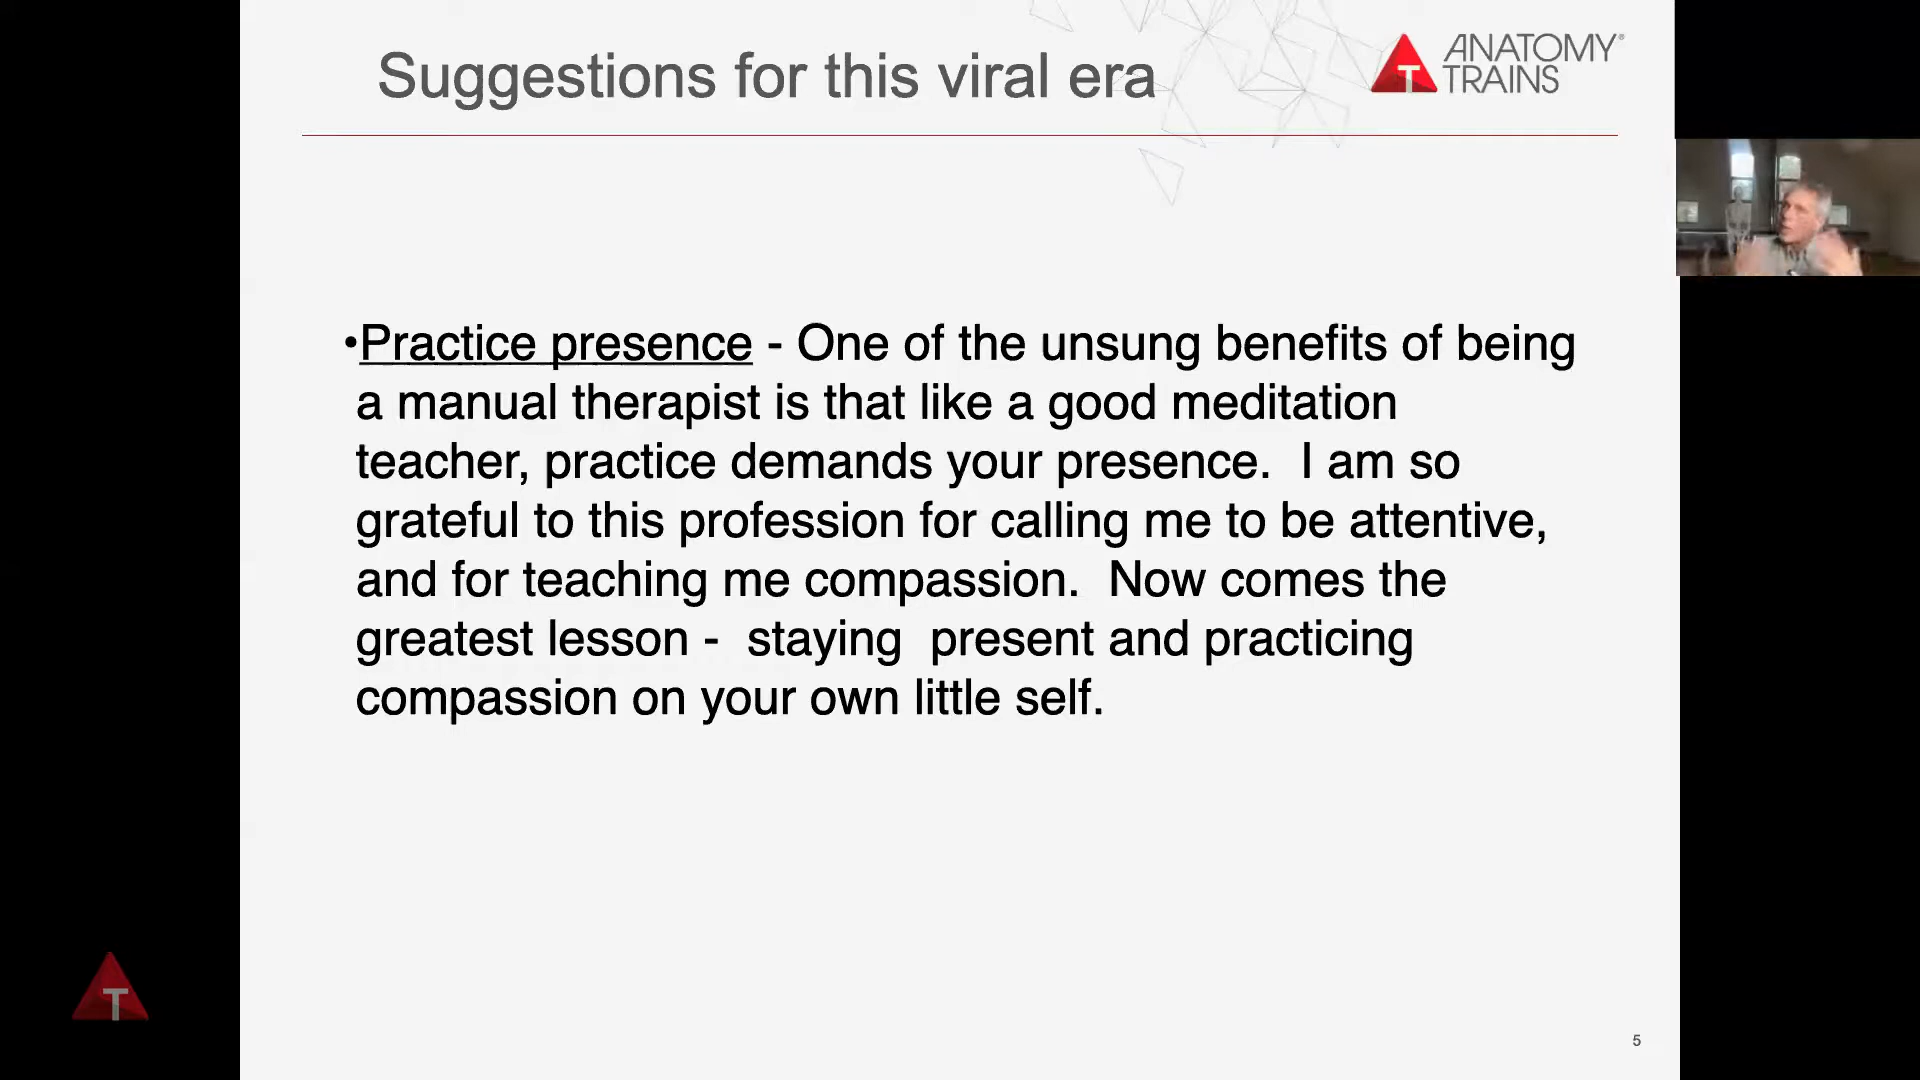 Suggestions for this viral era
ANATOMY
TRAINS®
•Practice presence - One of the unsung benefits of being
a manual therapist is that like a good meditation
teacher, practice demands your presence.  I am so
grateful to this profession for calling me to be attentive,
and for teaching me compassion.  Now comes the
greatest lesson -  staying  present and practicing
compassion on your own little self.
T
5